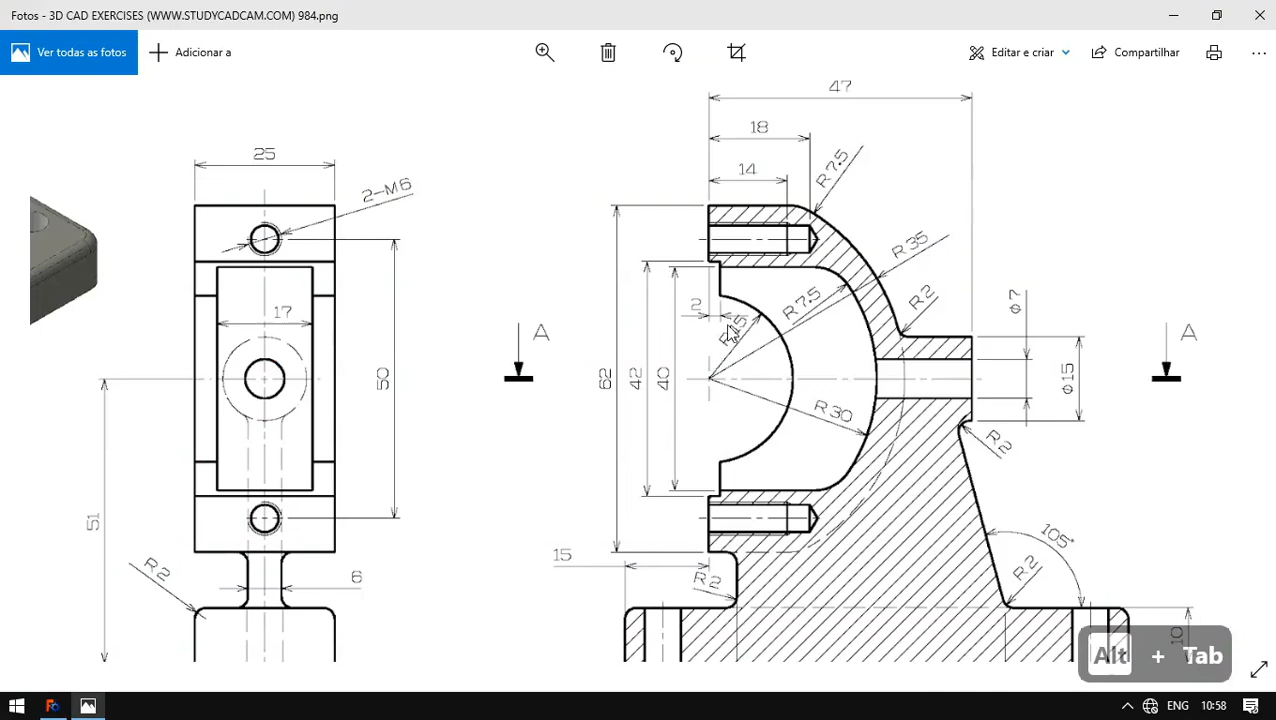 Fotos - 3D CAD EXERCISES (WWW.STUDYCADCAM.COM) 984.png
Ver todas as fotos
Adicionar a
Editar e criar
Compartilhar
47
18
14
R 7.5
25
2-M6
R 35
R 7.5
R 2
Φ 7
2
R 15
17
A
A
62
42
40
50
Φ 15
R 30
R 2
51
105°
15
R 2
6
R 2
R 2
10
Alt + Tab
ENG
10:58